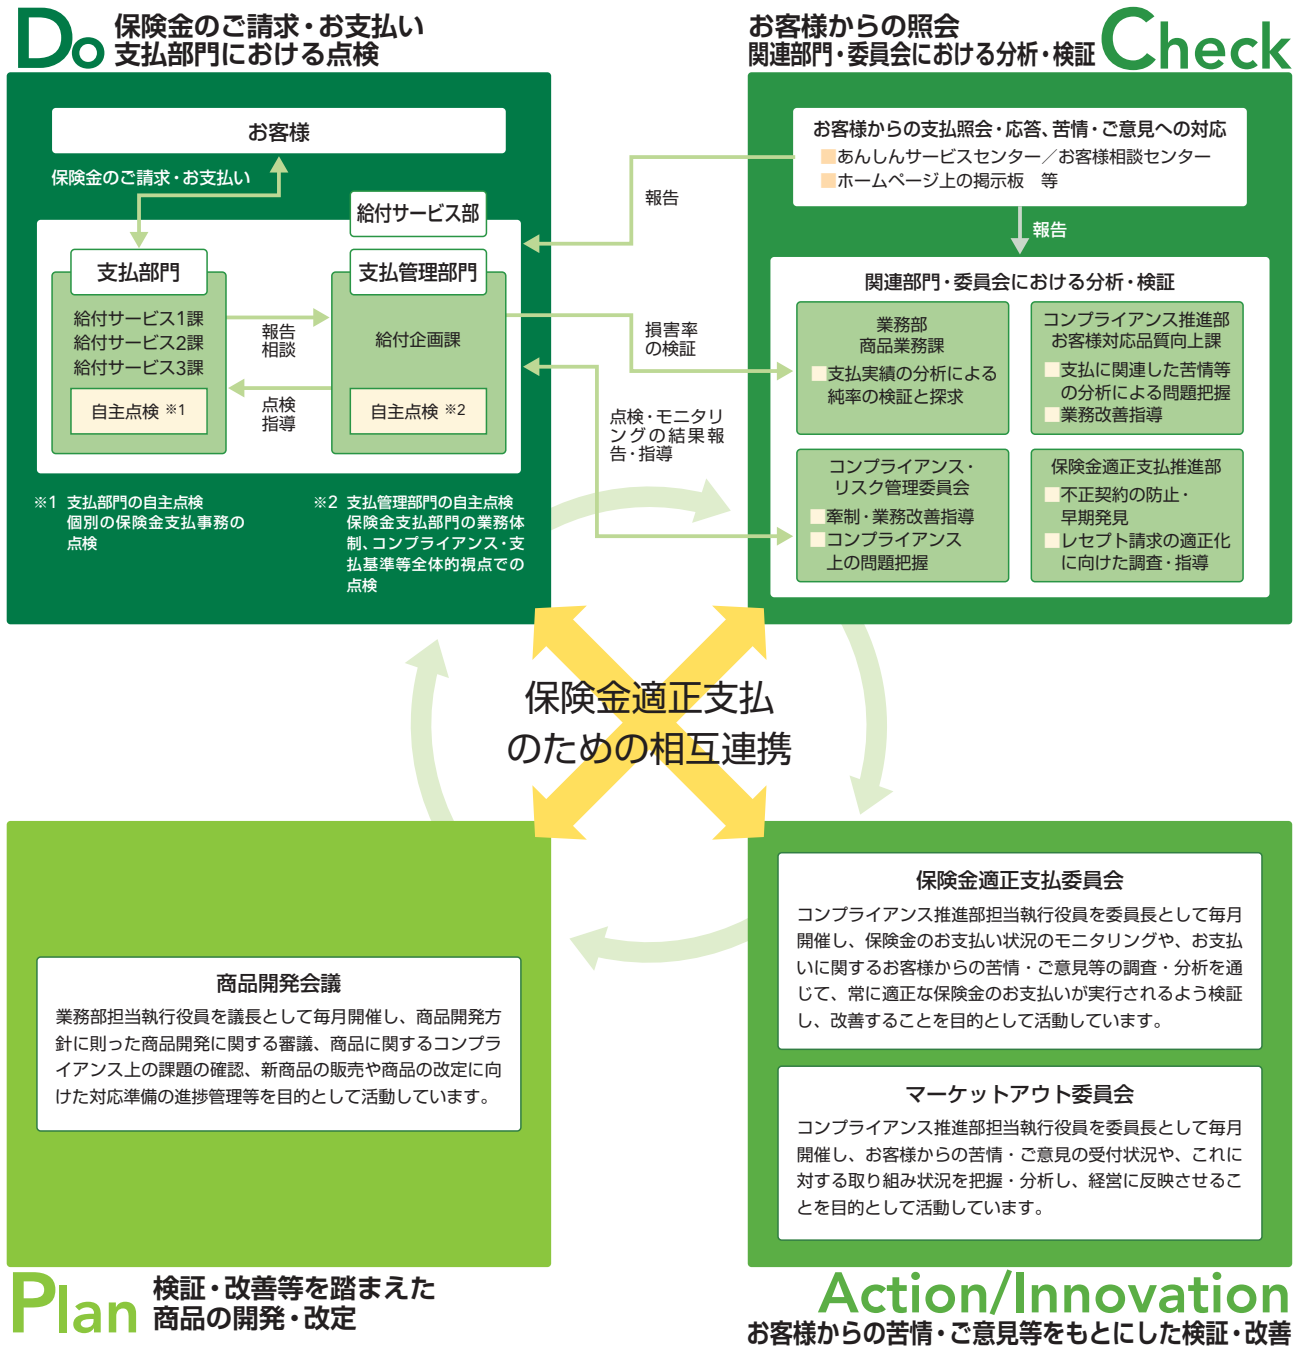 Do
保険金のご請求・お支払い
支払部門における点検
お客様
保険金のご請求・お支払い
給付サービス部
支払部門
給付サービス1課
給付サービス2課
給付サービス3課
自主点検 ※1
報告
相談
点検
指導
支払管理部門
給付企画課
自主点検 ※2
※1 支払部門の自主点検
個別の保険金支払事務の
点検
※2 支払管理部門の自主点検
保険金支払部門の業務体
制、コンプライアンス・支
払基準等全体的視点での
点検
報告
損害率
の検証
点検・モニタリ
ングの結果報
告・指導
お客様からの照会
関連部門・委員会における分析・検証
Check
お客様からの支払照会・応答、苦情・ご意見への対応
■あんしんサービスセンター／お客様相談センター
■ホームページ上の掲示板 等
報告
関連部門・委員会における分析・検証
業務部
商品業務課
■支払実績の分析による
純率の検証と探求
コンプライアンス推進部
お客様対応品質向上課
■支払に関連した苦情等
の分析による問題把握
■業務改善指導
コンプライアンス・
リスク管理委員会
■牽制・業務改善指導
■コンプライアンス
上の問題把握
保険金適正支払推進部
■不正契約の防止・
早期発見
■レセプト請求の適正化
に向けた調査・指導
保険金適正支払
のための相互連携
商品開発会議
業務部担当執行役員を議長として毎月開催し、商品開発方
針に則った商品開発に関する審議、商品に関するコンプラ
イアンス上の課題の確認、新商品の販売や商品の改定に向
けた対応準備の進捗管理等を目的として活動しています。
Plan
検証・改善等を踏まえた
商品の開発・改定
保険金適正支払委員会
コンプライアンス推進部担当執行役員を委員長として毎月
開催し、保険金のお支払い状況のモニタリングや、お支払
いに関するお客様からの苦情・ご意見等の調査・分析を通
じて、常に適正な保険金のお支払いが実行されるよう検証
し、改善することを目的として活動しています。
マーケットアウト委員会
コンプライアンス推進部担当執行役員を委員長として毎月
開催し、お客様からの苦情・ご意見の受付状況や、これに
対する取り組み状況を把握・分析し、経営に反映させるこ
とを目的として活動しています。
Action/Innovation
お客様からの苦情・ご意見等をもとにした検証・改善